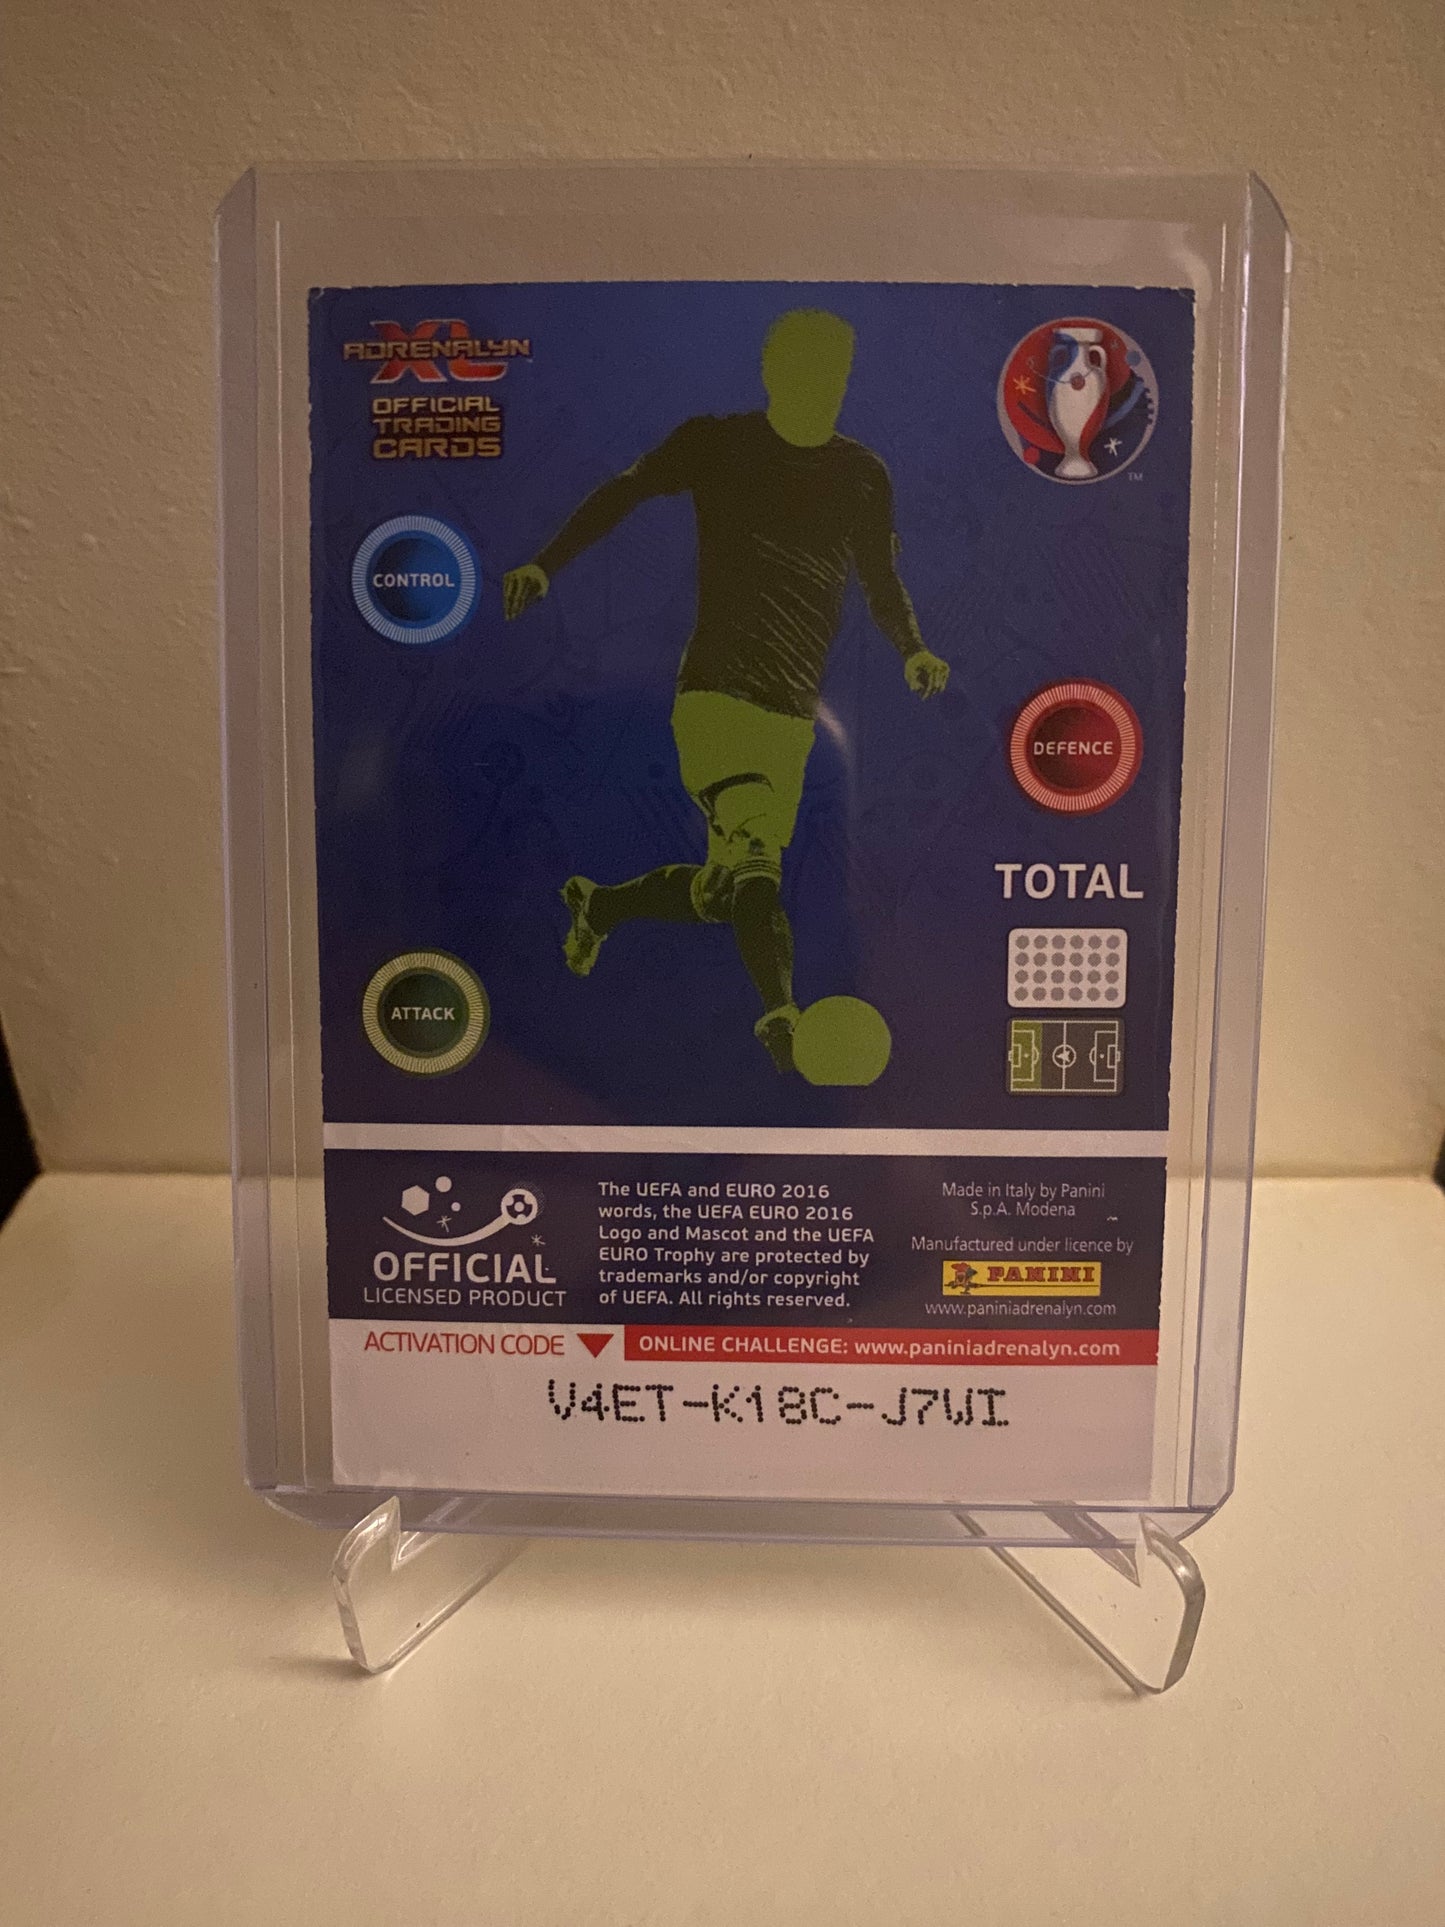 ADRENALYN XL
OFFICIAL
TRADING
CARDS
TM
CONTROL
DEFENCE
TOTAL
ATTACK
OFFICIAL
LICENSED PRODUCT
The UEFA and EURO 2016
words, the UEFA EURO 2016
Logo and Mascot and the UEFA
EURO Trophy are protected by
trademarks and/or copyright
of UEFA. All rights reserved.
Made in Italy by Panini
S.p.A. Modena
Manufactured under licence by
PANINI
www.paniniadrenalyn.com
ACTIVATION CODE
ONLINE CHALLENGE: www.paniniadrenalyn.com
V4ET-K18C-J7WI